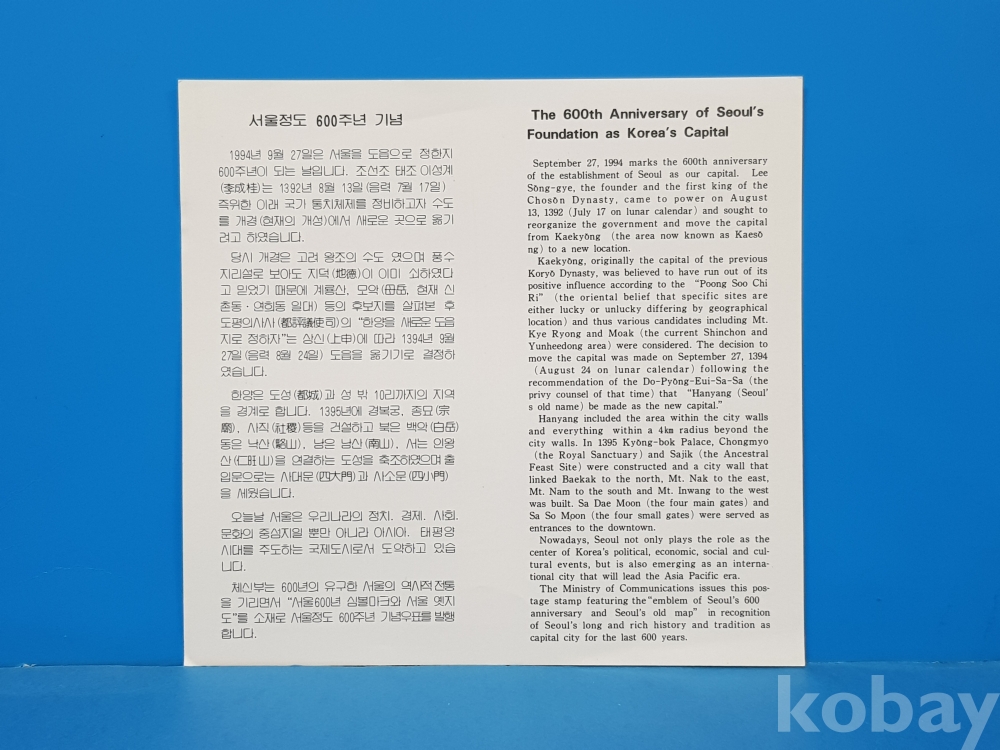 서울정도 600주년 기념
1994년 9월 27일은 서울을 도읍으로 정한지
600주년이 되는 날입니다. 조선조 태조 이성계
(李成桂)는 1392년 8월 13일(음력 7월 17일)
즉위한 이래 국가 통치체제를 정비하고자 수도
를 개경(현재의 개성)에서 새로운 곳으로 옮기
려고 하였습니다.
당시 개경은 고려 왕조의 수도 였으며 풍수
지리설로 보아도 지덕(地德)이 이미 쇠하였다
고 믿었기 때문에 계룡산, 모악(母岳, 현재 신
촌동·연희동 일대) 등의 후보지를 살펴본 후
도평의사사(都評議使司)의 "한양을 새로운 도읍
지로 정하자"는 상신(上申)에 따라 1394년 9월
27일(음력 8월 24일) 도읍을 옮기기로 결정하
였습니다.
한양은 도성(都城)과 성 밖 10리까지의 지역
을 경계로 합니다. 1395년에 경복궁, 종묘(宗
廟), 사직(社稷)등을 건설하고 북은 백악(白岳)
동은 낙산(駱山), 남은 남산(南山), 서는 인왕
산(仁旺山)을 연결하는 도성을 축조하였으며 출
입문으로는 사대문(四大門)과 사소문(四小門)
을 세웠습니다.
오늘날 서울은 우리나라의 정치. 경제. 사회.
문화의 중심지일 뿐만 아니라 아시아. 태평양
시대를 주도하는 국제도시로서 도약하고 있습
니다.
체신부는 600년의 유구한 서울의 역사적전통
을 기리면서 "서울600년 심볼마크와 서울 옛지
도"를 소재로 서울정도 600주년 기념우표를 발행
합니다.
The 600th Anniversary of Seoul's
Foundation as Korea's Capital
September 27, 1994 marks the 600th anniversary
of the establishment of Seoul as our capital. Lee
Sŏng-gye, the founder and the first king of the
Chosŏn Dynasty, came to power on August
13, 1392 (July 17 on lunar calendar) and sought to
reorganize the government and move the capital
from Kaekyŏng (the area now known as Kaesŏ
ng) to a new location.
Kaekyŏng, originally the capital of the previous
Koryŏ Dynasty, was believed to have run out of its
positive influence according to the "Poong Soo Chi
Ri" (the oriental belief that specific sites are
either lucky or unlucky differing by geographical
location) and thus various candidates including Mt.
Kye Ryong and Moak (the current Shinchon and
Yunheedong area) were considered. The decision to
move the capital was made on September 27, 1394
(August 24 on lunar calendar) following the
recommendation of the Do-Pyŏng-Eui-Sa-Sa (the
privy counsel of that time) that "Hanyang (Seoul'
s old name) be made as the new capital."
Hanyang included the area within the city walls
and everything within a 4㎞ radius beyond the
city walls. In 1395 Kyŏng-bok Palace, Chongmyo
(the Royal Sanctuary) and Sajik (the Ancestral
Feast Site) were constructed and a city wall that
linked Baekak to the north, Mt. Nak to the east,
Mt. Nam to the south and Mt. Inwang to the west
was built. Sa Dae Moon (the four main gates) and
Sa So Moon (the four small gates) were served as
entrances to the downtown.
Nowadays, Seoul not only plays the role as the
center of Korea's political, economic, social and cul-
tural events, but is also emerging as an interna-
tional city that will lead the Asia Pacific era.
The Ministry of Communications issues this pos-
tage stamp featuring the "emblem of Seoul's 600
anniversary and Seoul's old map" in recognition
of Seoul's long and rich history and tradition as
capital city for the last 600 years.
kobay